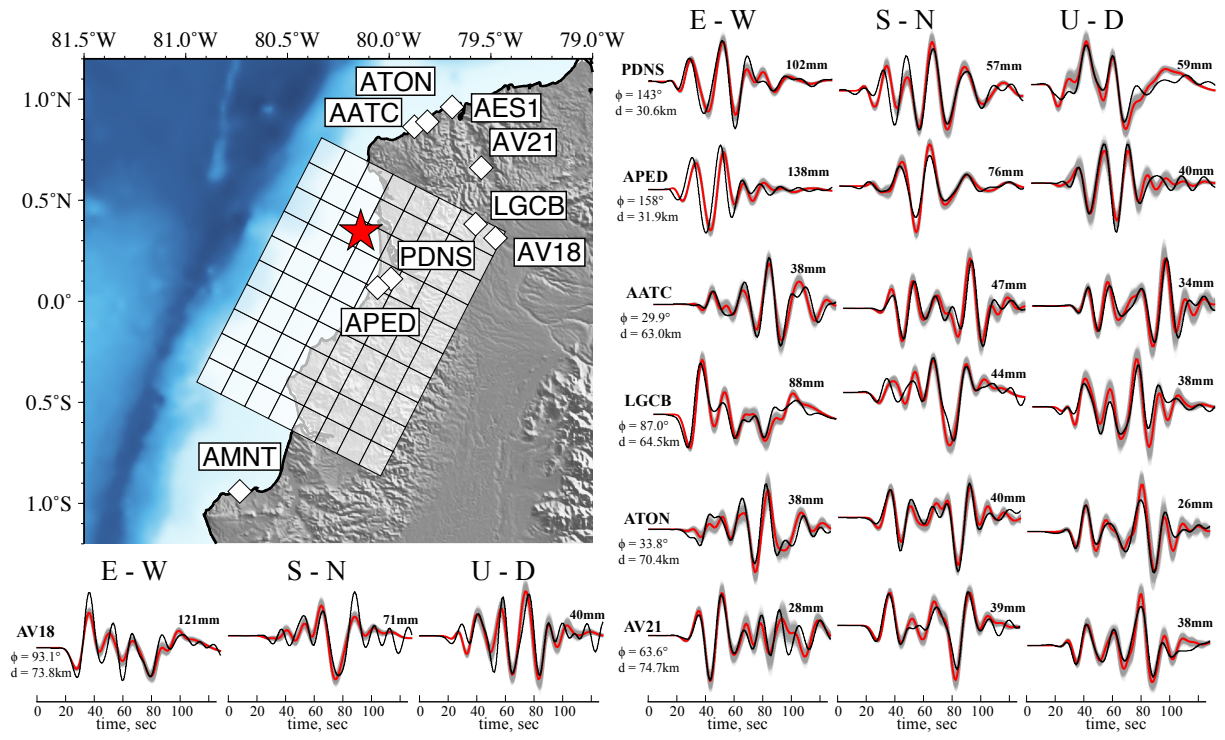 81.5°W 81.0°W 80.5°W 80.0°W 79.5°W 79.0°W
1.0°N
0.5°N
0.0°
0.5°S
1.0°S
ATON
AATC
AES1
AV21
LGCB
AV18
PDNS
APED
AMNT
E - W S - N U - D
AV18
ϕ = 93.1°
d = 73.8km
121mm 71mm 40mm
0 20 40 60 80 100 0 20 40 60 80 100 0 20 40 60 80 100
time, sec time, sec time, sec
E - W S - N U - D
PDNS
ϕ = 143°
d = 30.6km
102mm 57mm 59mm
APED
ϕ = 158°
d = 31.9km
138mm 76mm 40mm
AATC
ϕ = 29.9°
d = 63.0km
38mm 47mm 34mm
LGCB
ϕ = 87.0°
d = 64.5km
88mm 44mm 38mm
ATON
ϕ = 33.8°
d = 70.4km
38mm 40mm 26mm
AV21
ϕ = 63.6°
d = 74.7km
28mm 39mm 38mm
0 20 40 60 80 100 0 20 40 60 80 100 0 20 40 60 80 100
time, sec time, sec time, sec